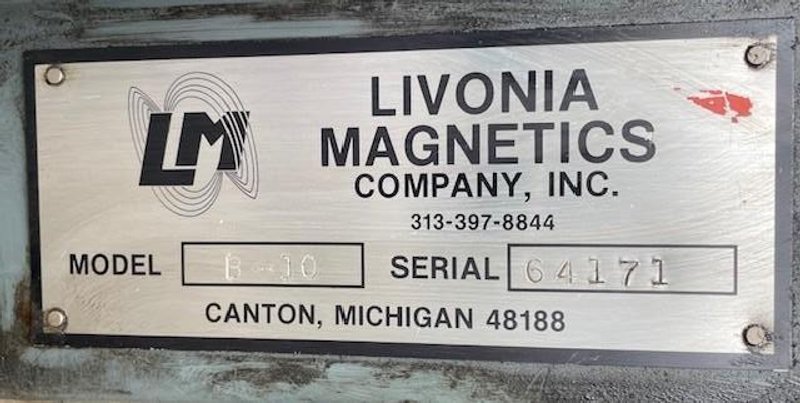 LM
LIVONIA
MAGNETICS
COMPANY, INC.
313-397-8844
MODEL B-10 SERIAL 64171
CANTON, MICHIGAN 48188